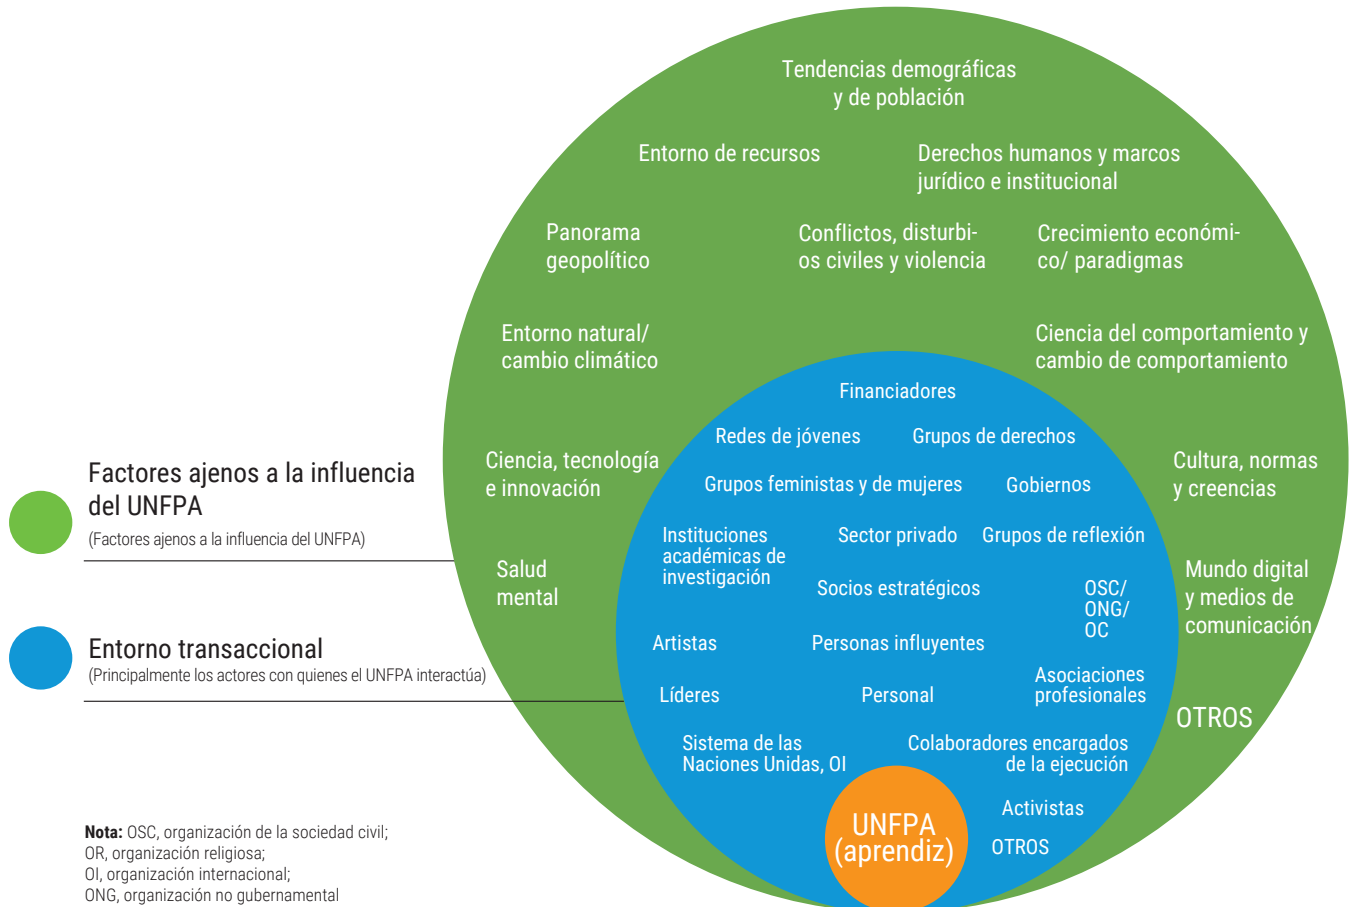 Tendencias demográficas
y de población
Entorno de recursos
Derechos humanos y marcos
jurídico e institucional
Panorama
geopolítico
Conflictos, disturbi-
os civiles y violencia
Crecimiento económi-
co/ paradigmas
Entorno natural/
cambio climático
Ciencia del comportamiento y
cambio de comportamiento
Financiadores
Redes de jóvenes
Grupos de derechos
Ciencia, tecnología
e innovación
Cultura, normas
y creencias
Grupos feministas y de mujeres
Gobiernos
Instituciones
académicas de
investigación
Sector privado
Grupos de reflexión
Salud
mental
Socios estratégicos
OSC/
ONG/
OC
Mundo digital
y medios de
comunicación
Artistas
Personas influyentes
Líderes
Personal
Asociaciones
profesionales
OTROS
Sistema de las
Naciones Unidas, OI
Colaboradores encargados
de la ejecución
Activistas
OTROS
UNFPA
(aprendiz)
Factores ajenos a la influencia
del UNFPA
(Factores ajenos a la influencia del UNFPA)
Entorno transaccional
(Principalmente los actores con quienes el UNFPA interactúa)
Nota: OSC, organización de la sociedad civil;
OR, organización religiosa;
OI, organización internacional;
ONG, organización no gubernamental